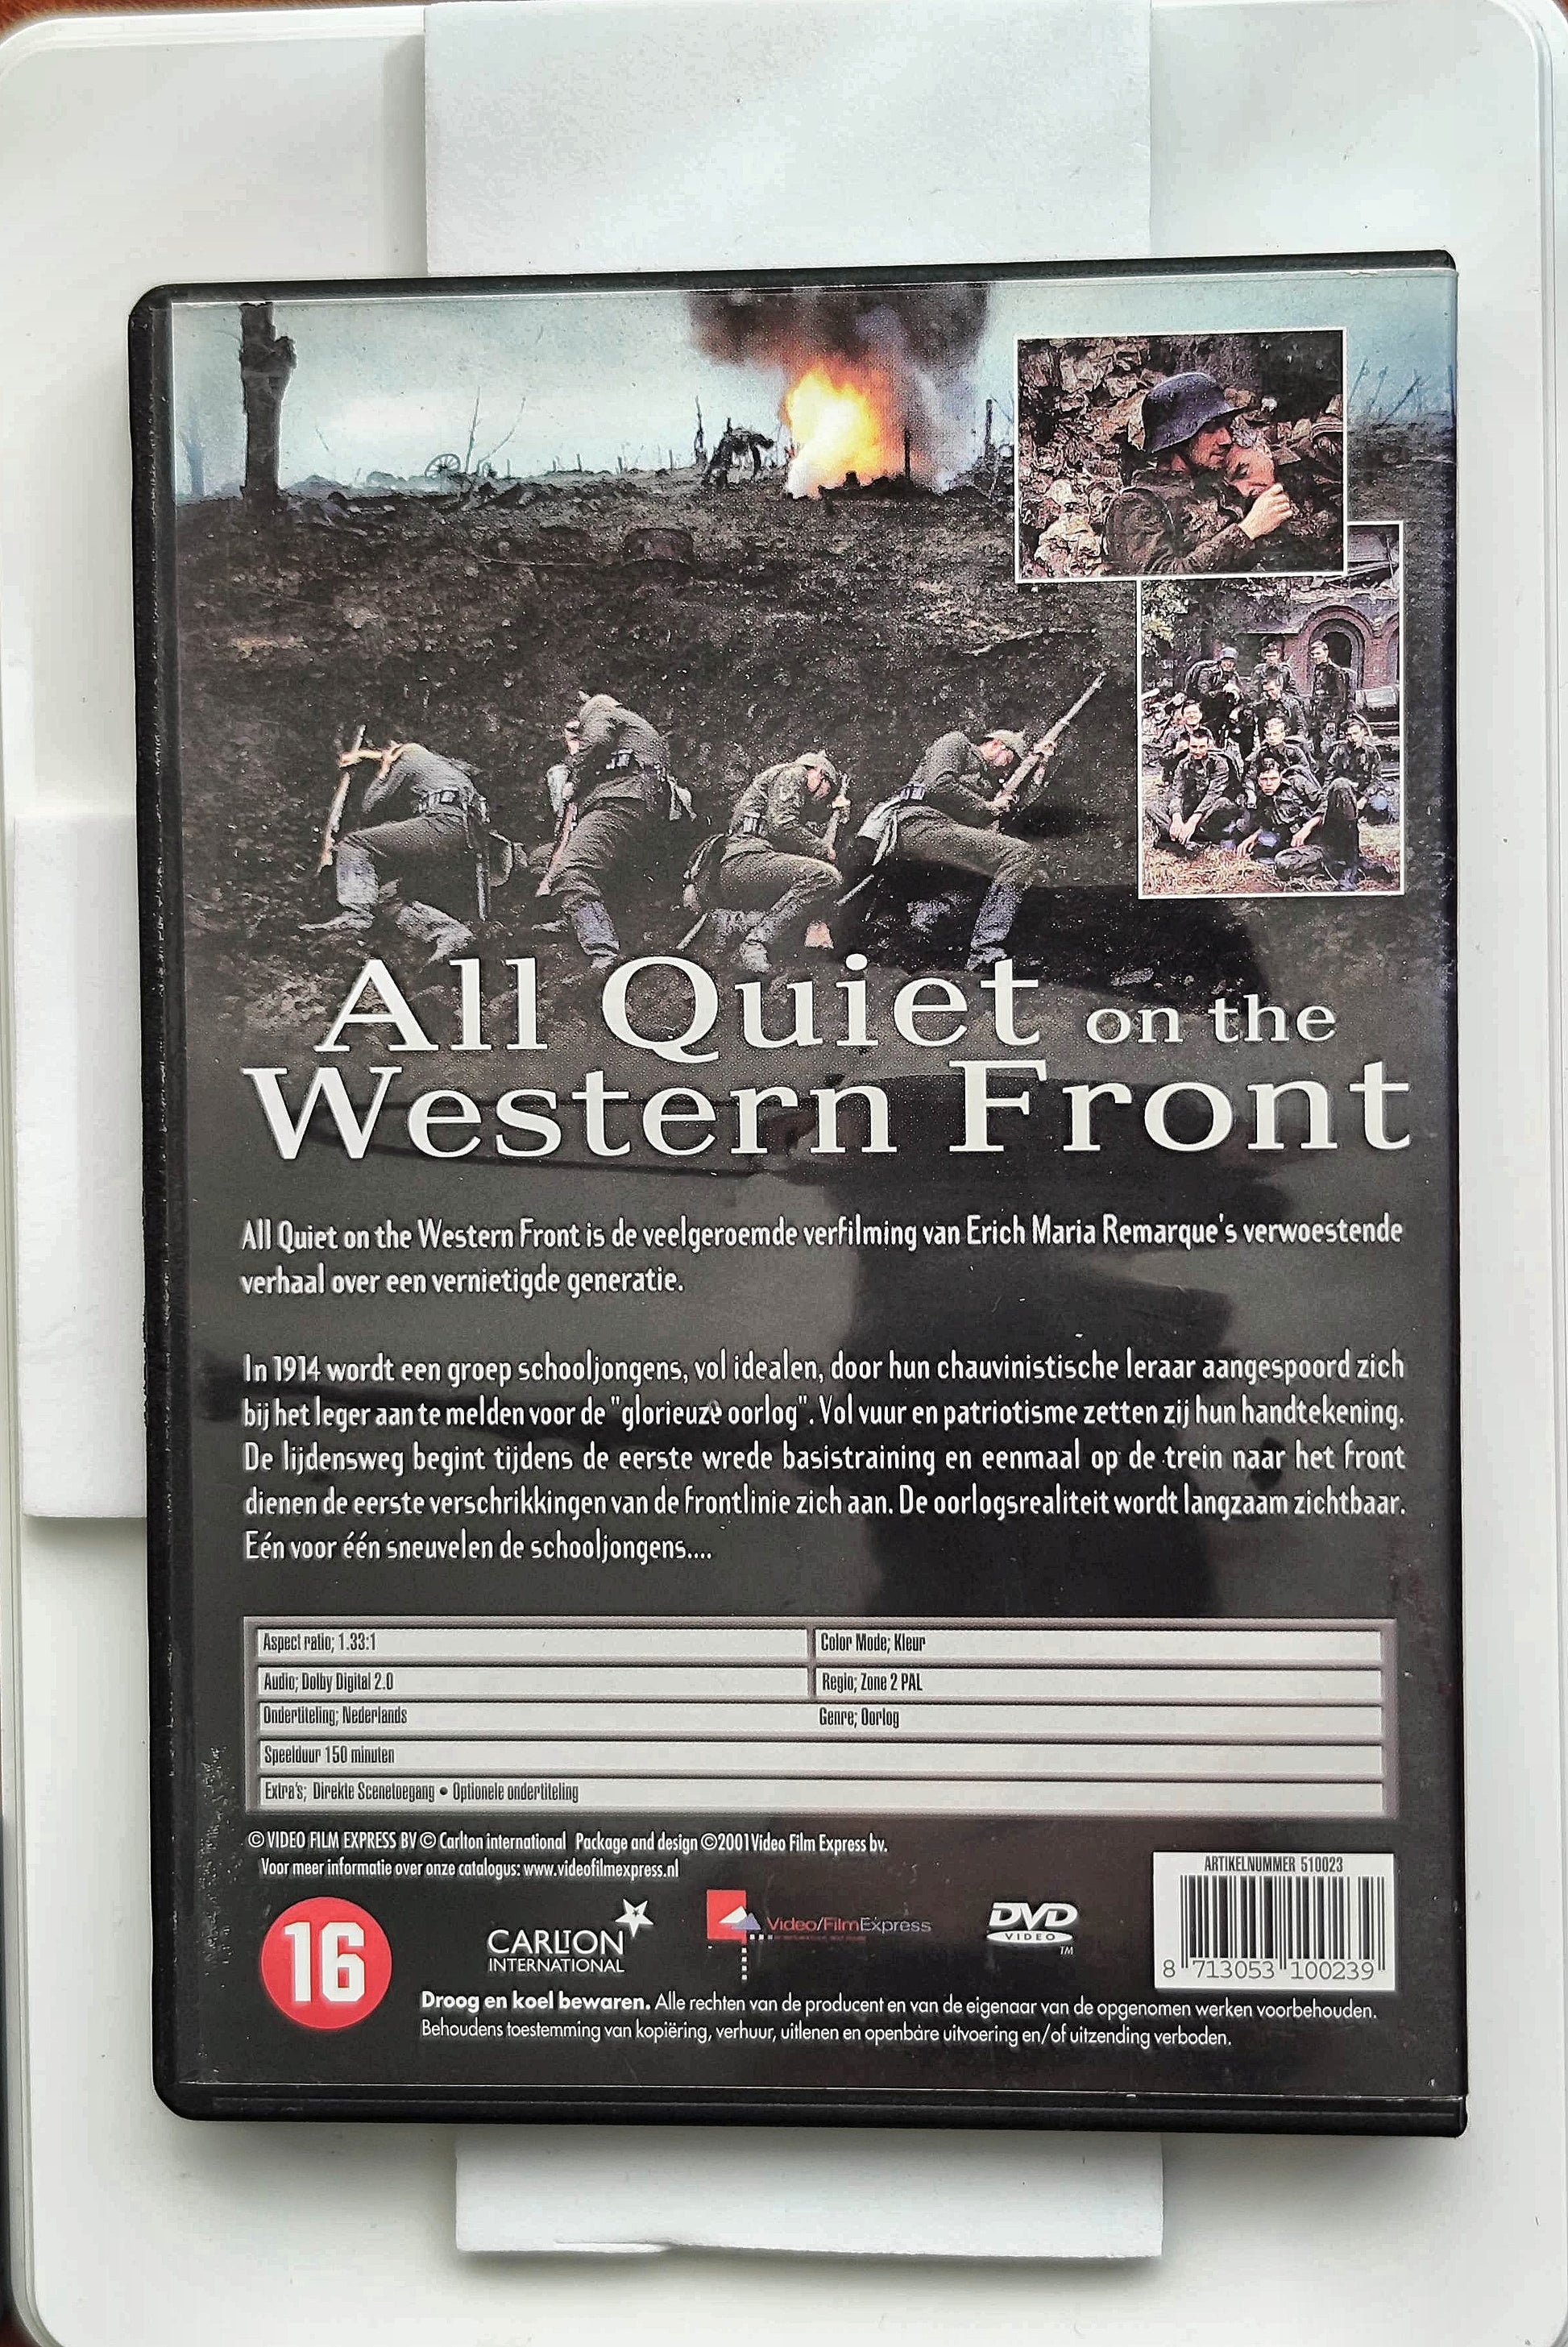 All Quiet on the
Western Front
All Quiet on the Western Front is de veelgeroemde verfilming van Erich Maria Remarque's verwoestende
verhaal over een vernietigde generatie.
In 1914 wordt een groep schooljongens, vol idealen, door hun chauvinistische leraar aangespoord zich
bij het leger aan te melden voor de "glorieuze oorlog". Vol vuur en patriotisme zetten zij hun handtekening.
De lijdensweg begint tijdens de eerste wrede basistraining en eenmaal op de trein naar het front
dienen de eerste verschrikkingen van de frontlinie zich aan. De oorlogsrealiteit wordt langzaam zichtbaar.
Eén voor één sneuvelen de schooljongens....
Aspect ratio; 1.33:1
Color Mode; Kleur
Audio; Dolby Digital 2.0
Regio; Zone 2 PAL
Ondertiteling; Nederlands
Genre; Oorlog
Speelduur 150 minuten
Extra's; Direkte Scenetoegang • Optionele ondertiteling
© VIDEO FILM EXPRESS BV © Carlton international Package and design ©2001 Video Film Express bv.
Voor meer informatie over onze catalogus: www.videofilmexpress.nl
16
CARLTON
INTERNATIONAL
Video/FilmExpress
DVD
VIDEO
TM
ARTIKELNUMMER 510023
8 713053 100239
Droog en koel bewaren. Alle rechten van de producent en van de eigenaar van de opgenomen werken voorbehouden.
Behoudens toestemming van kopiëring, verhuur, uitlenen en openbare uitvoering en/of uitzending verboden.